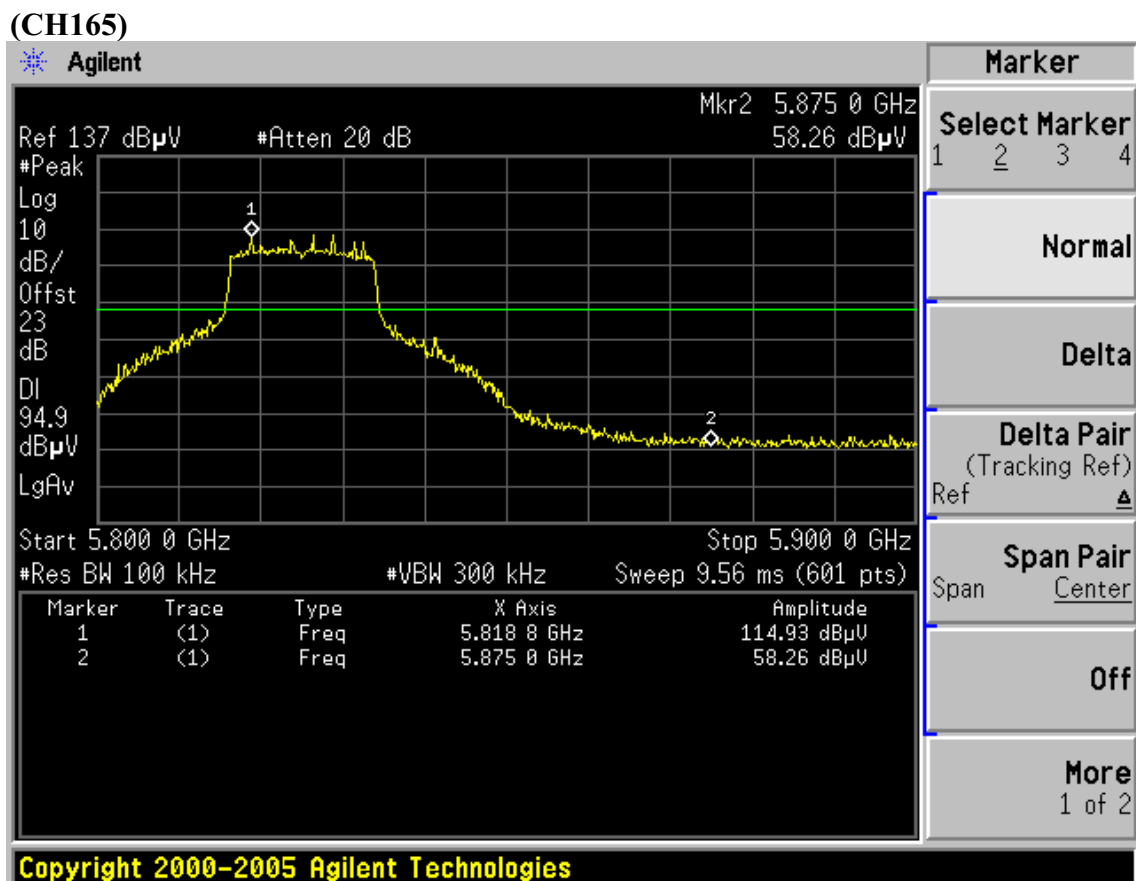 (CH165)
Agilent
Marker
Mkr2 5.875 0 GHz
Ref 137 dBµV #Atten 20 dB 58.26 dBµV
#Peak
Log
10
dB/
Offst
23
dB
DI
94.9
dBµV
LgAv
1
2
Start 5.800 0 GHz Stop 5.900 0 GHz
#Res BW 100 kHz #VBW 300 kHz Sweep 9.56 ms (601 pts)
Marker Trace Type X Axis Amplitude
1 (1) Freq 5.818 8 GHz 114.93 dBµV
2 (1) Freq 5.875 0 GHz 58.26 dBµV
Select Marker
1 2 3 4
Normal
Delta
Delta Pair
(Tracking Ref)
Ref Δ
Span Pair
Span Center
Off
More
1 of 2
Copyright 2000-2005 Agilent Technologies